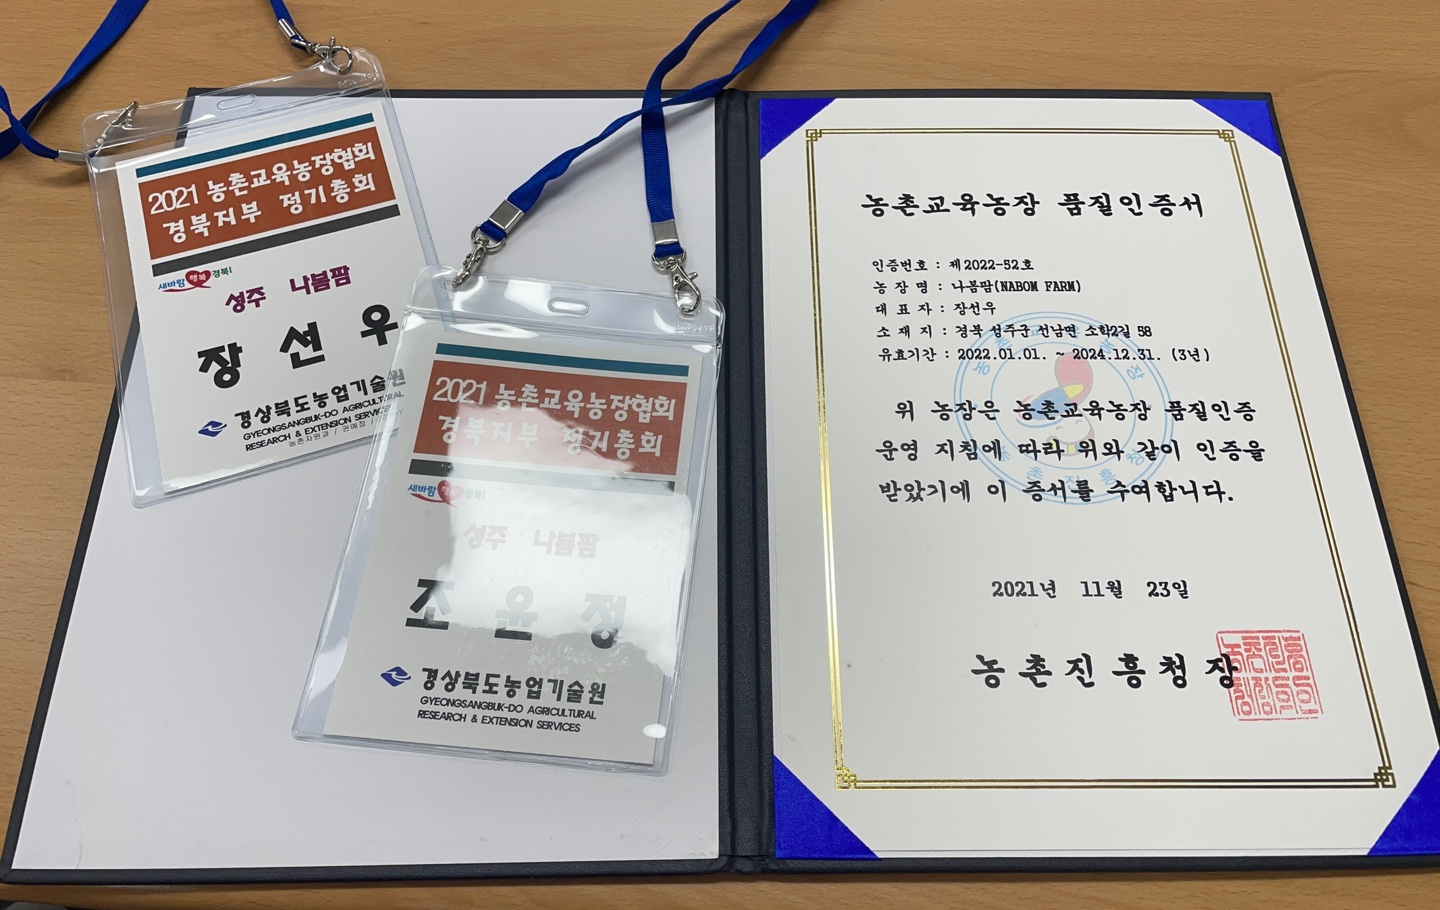 2021 농촌교육농장협회
경북지부 정기총회
새바람 행복 경북!
성주 나봄팜
장 선 우
경상북도농업기술원
GYEONGSANGBUK-DO AGRICULTURAL
RESEARCH & EXTENSION SERVICES
농촌자원과
2021 농촌교육농장협회
경북지부 정기총회
새바람 행복 경북!
성주 나봄팜
조 윤 정
경상북도농업기술원
GYEONGSANGBUK-DO AGRICULTURAL
RESEARCH & EXTENSION SERVICES
농촌교육농장 품질인증서
인증번호 : 제2022-52호
농 장 명 : 나봄팜(NABOM FARM)
대 표 자 : 장선우
소 재 지 : 경북 성주군 선남면 소학2길 58
유효기간 : 2022.01.01. ~ 2024.12.31. (3년)
위 농장은 농촌교육농장 품질인증
운영 지침에 따라 위와 같이 인증을
받았기에 이 증서를 수여합니다.
2021년 11월 23일
농촌진흥청장